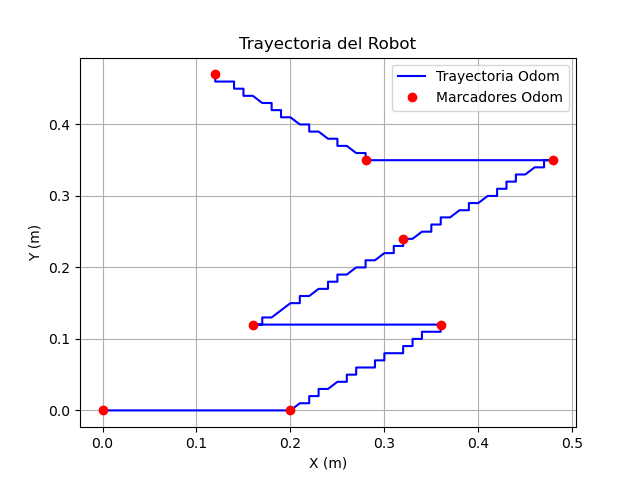 Trayectoria del Robot
Trayectoria Odom
Marcadores Odom
Y (m)
0.4
0.3
0.2
0.1
0.0
0.0 0.1 0.2 0.3 0.4 0.5
X (m)